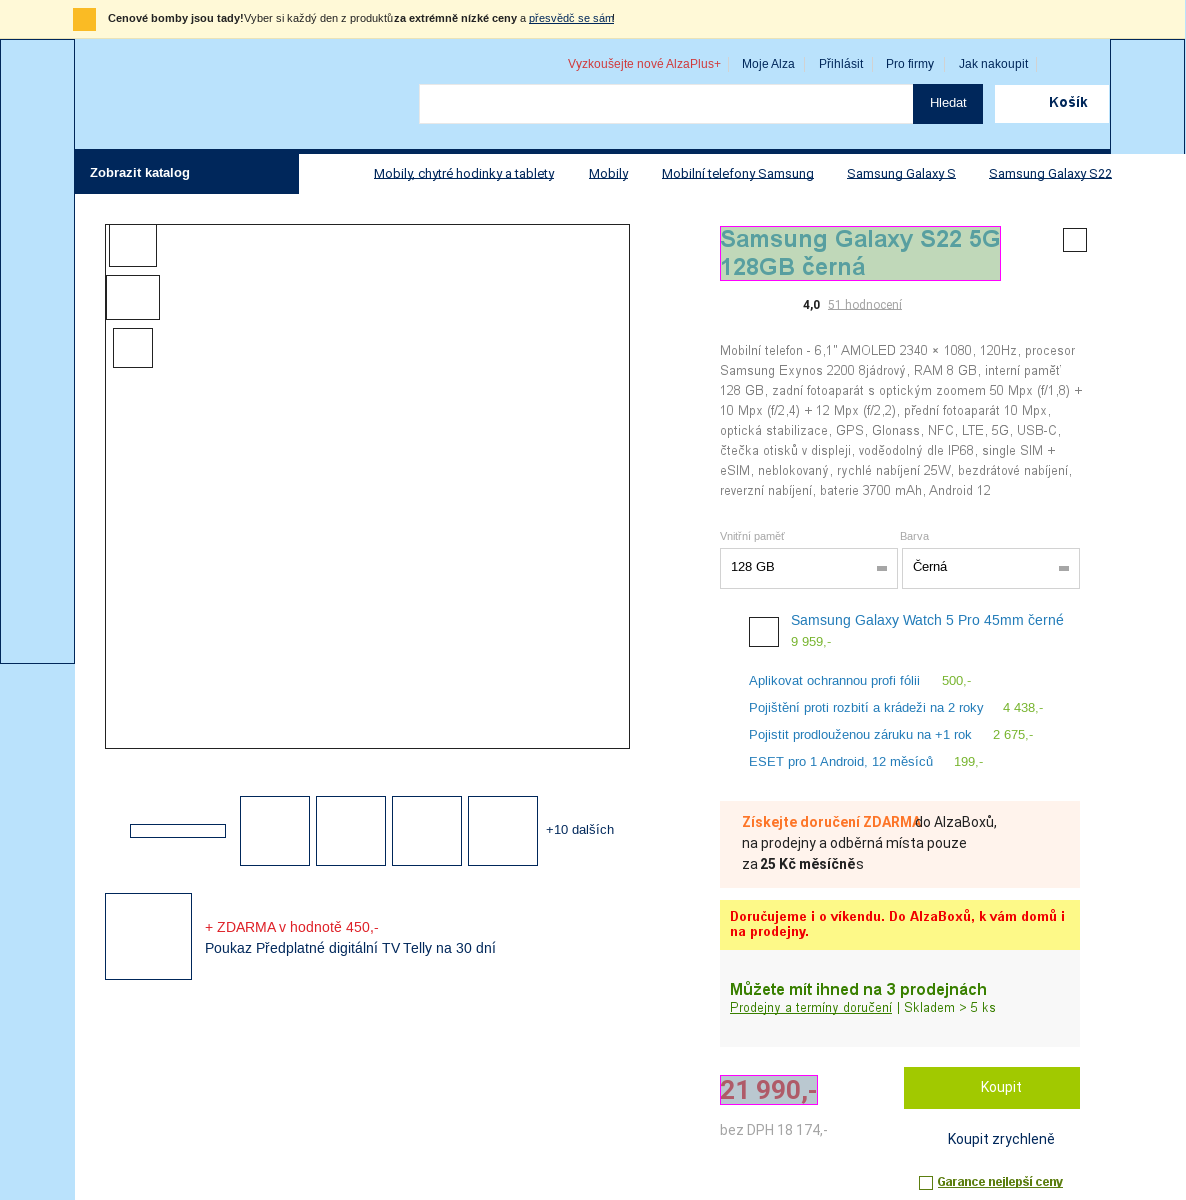 Cenové bomby jsou tady! Vyber si každý den z produktů za extrémně nízké ceny a přesvědč se sám!
Vyzkoušejte nové AlzaPlus+
Moje Alza
Přihlásit
Pro firmy
Jak nakoupit
Hledat
Košík
Zobrazit katalog
Mobily, chytré hodinky a tablety
Mobily
Mobilní telefony Samsung
Samsung Galaxy S
Samsung Galaxy S22
Samsung Galaxy S22 5G
128GB černá
4,0 51 hodnocení
Mobilní telefon - 6,1" AMOLED 2340 × 1080, 120Hz, procesor
Samsung Exynos 2200 8jádrový, RAM 8 GB, interní paměť
128 GB, zadní fotoaparát s optickým zoomem 50 Mpx (f/1,8) +
10 Mpx (f/2,4) + 12 Mpx (f/2,2), přední fotoaparát 10 Mpx,
optická stabilizace, GPS, Glonass, NFC, LTE, 5G, USB-C,
čtečka otisků v displeji, voděodolný dle IP68, single SIM +
eSIM, neblokovaný, rychlé nabíjení 25W, bezdrátové nabíjení,
reverzní nabíjení, baterie 3700 mAh, Android 12
Vnitřní paměť
Barva
128 GB
Černá
Samsung Galaxy Watch 5 Pro 45mm černé
9 959,-
Aplikovat ochrannou profi fólii 500,-
Pojištění proti rozbití a krádeži na 2 roky 4 438,-
Pojistit prodlouženou záruku na +1 rok 2 675,-
ESET pro 1 Android, 12 měsíců 199,-
+10 dalších
+ ZDARMA v hodnotě 450,-
Poukaz Předplatné digitální TV Telly na 30 dní
Získejte doručení ZDARMA do AlzaBoxů,
na prodejny a odběrná místa pouze
za 25 Kč měsíčně s
Doručujeme i o víkendu. Do AlzaBoxů, k vám domů i
na prodejny.
Můžete mít ihned na 3 prodejnách
Prodejny a termíny doručení | Skladem > 5 ks
21 990,-
Koupit
bez DPH 18 174,-
Koupit zrychleně
Garance nejlepší ceny